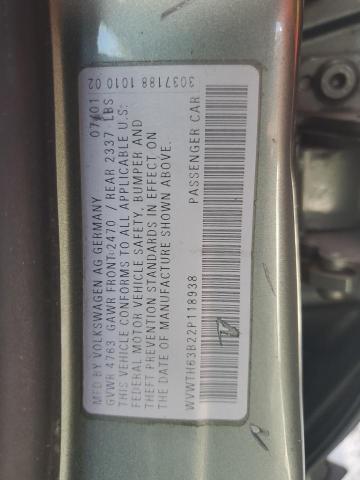 MFD BY VOLKSWAGEN AG GERMANY 07/01 3037188 1010 02
GVWR 4763 GAWR FRONT:2470 / REAR 2337 LBS
THIS VEHICLE CONFORMS TO ALL APPLICABLE U.S.
FEDERAL MOTOR VEHICLE SAFETY, BUMPER AND
THEFT PREVENTION STANDARDS IN EFFECT ON
THE DATE OF MANUFACTURE SHOWN ABOVE.
WVWTH63B22P118938 PASSENGER CAR